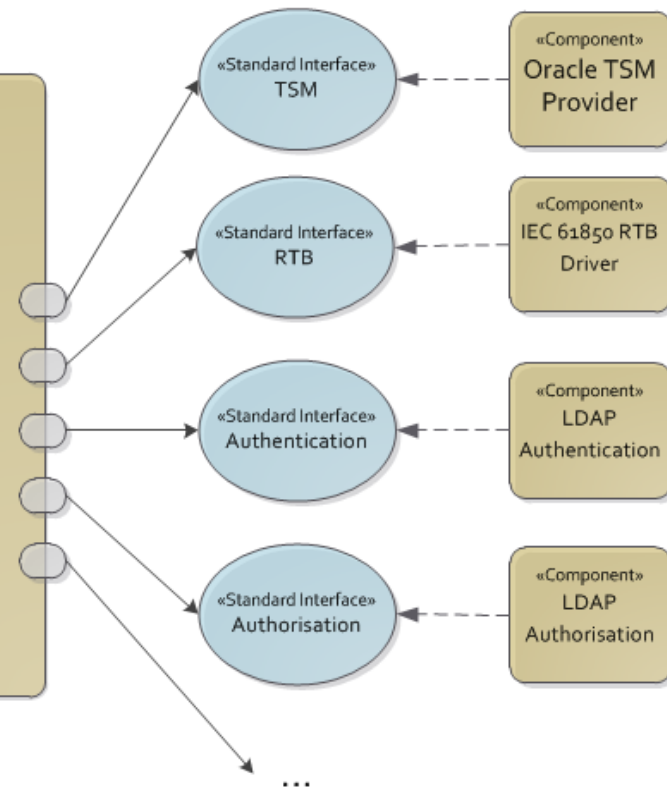 «Standard Interface»
TSM
«Component»
Oracle TSM
Provider
«Standard Interface»
RTB
«Component»
IEC 61850 RTB
Driver
«Standard Interface»
Authentication
«Component»
LDAP
Authentication
«Standard Interface»
Authorisation
«Component»
LDAP
Authorisation
...